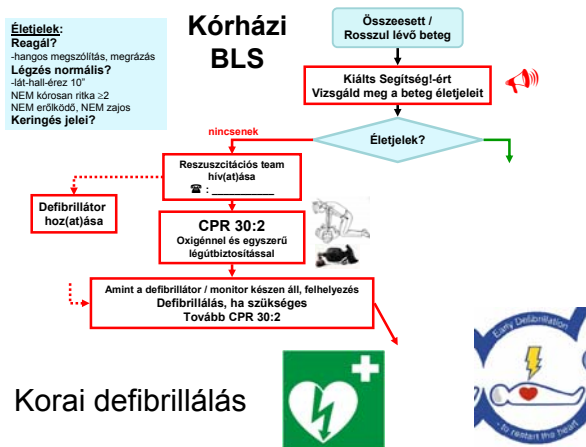 Életjelek:
Reagál?
-hangos megszólítás, megrázás
Légzés normális?
-lát-hall-érez 10”
NEM kórosan ritka ≥2
NEM erőlködő, NEM zajos
Keringés jelei?
Kórházi
BLS
Összeesett /
Rosszul lévő beteg
Kiálts Segítség!-ért
Vizsgáld meg a beteg életjeleit
nincsenek
Életjelek?
Reszuszcitációs team
hív(at)ása
☎ : ___________
Defibrillátor
hoz(at)ása
CPR 30:2
Oxigénnel és egyszerű
légútbiztosítással
Amint a defibrillátor / monitor készen áll, felhelyezés
Defibrillálás, ha szükséges
Tovább CPR 30:2
Korai defibrillálás
Early Defibrillation
- to restart the heart